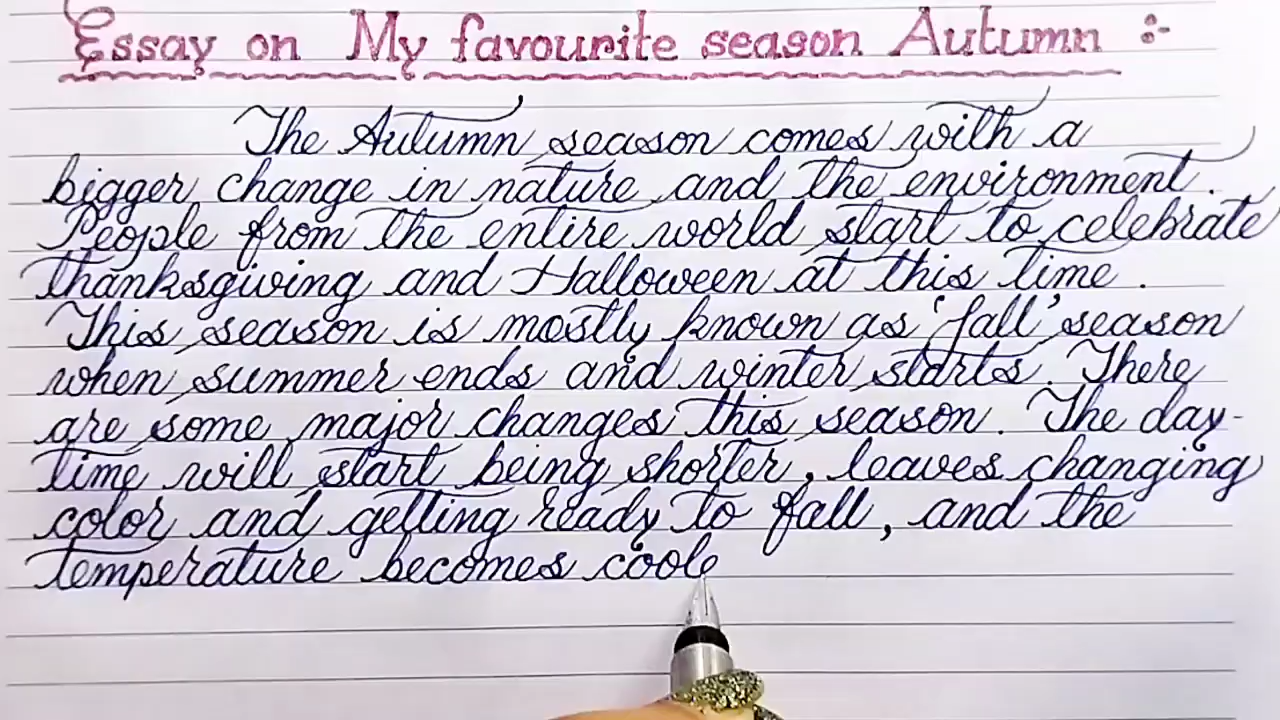 Essay on My favourite season Autumn :-
The Autumn season comes with a
bigger change in nature and the environment.
People from the entire world start to celebrate
thanksgiving and Halloween at this time.
This season is mostly known as 'fall' season
when summer ends and winter starts. There
are some major changes this season. The day-
time will start being shorter, leaves changing
color and getting ready to fall, and the
temperature becomes coole